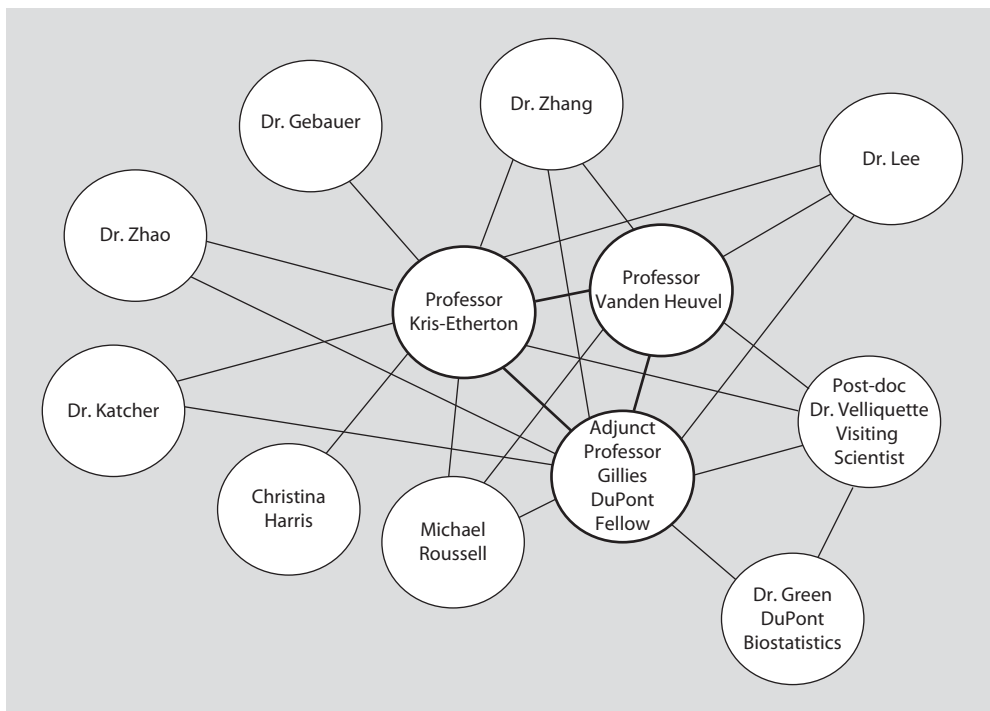 Dr. Gebauer
Dr. Zhang
Dr. Lee
Dr. Zhao
Professor
Kris-Etherton
Professor
Vanden Heuvel
Dr. Katcher
Christina
Harris
Michael
Roussell
Adjunct
Professor
Gillies
DuPont
Fellow
Post-doc
Dr. Velliquette
Visiting
Scientist
Dr. Green
DuPont
Biostatistics